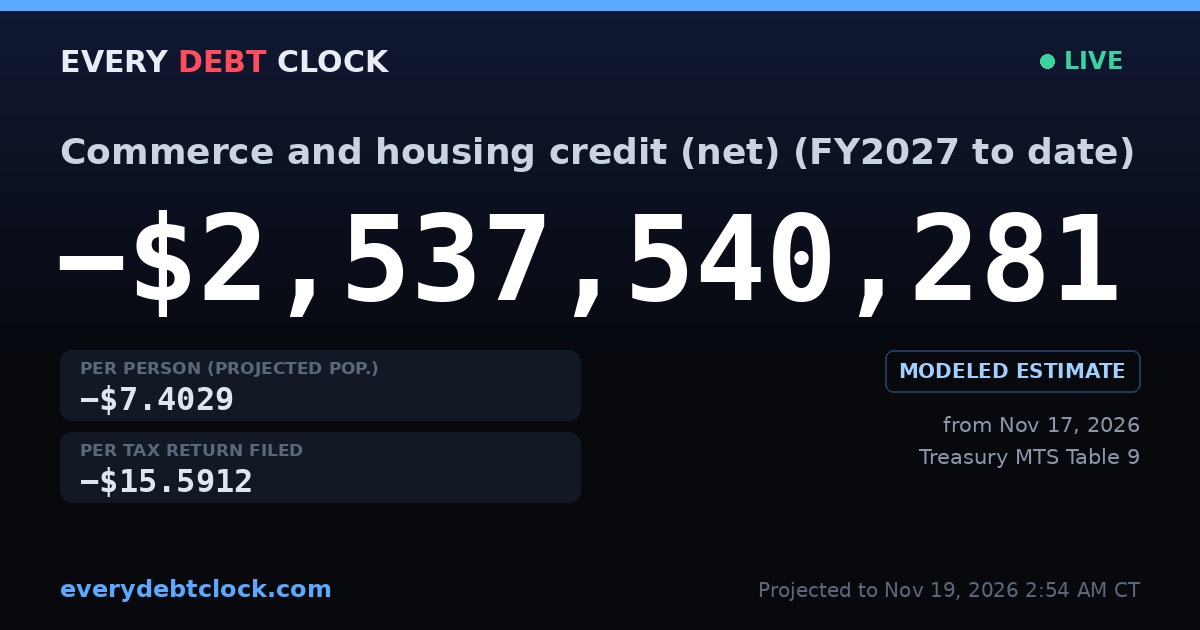 EVERY DEBT CLOCK
LIVE
Commerce and housing credit (net) (FY2027 to date)
−$2,537,540,281
PER PERSON (PROJECTED POP.)
−$7.4029
MODELED ESTIMATE
from Nov 17, 2026
Treasury MTS Table 9
PER TAX RETURN FILED
−$15.5912
everydebtclock.com
Projected to Nov 19, 2026 2:54 AM CT